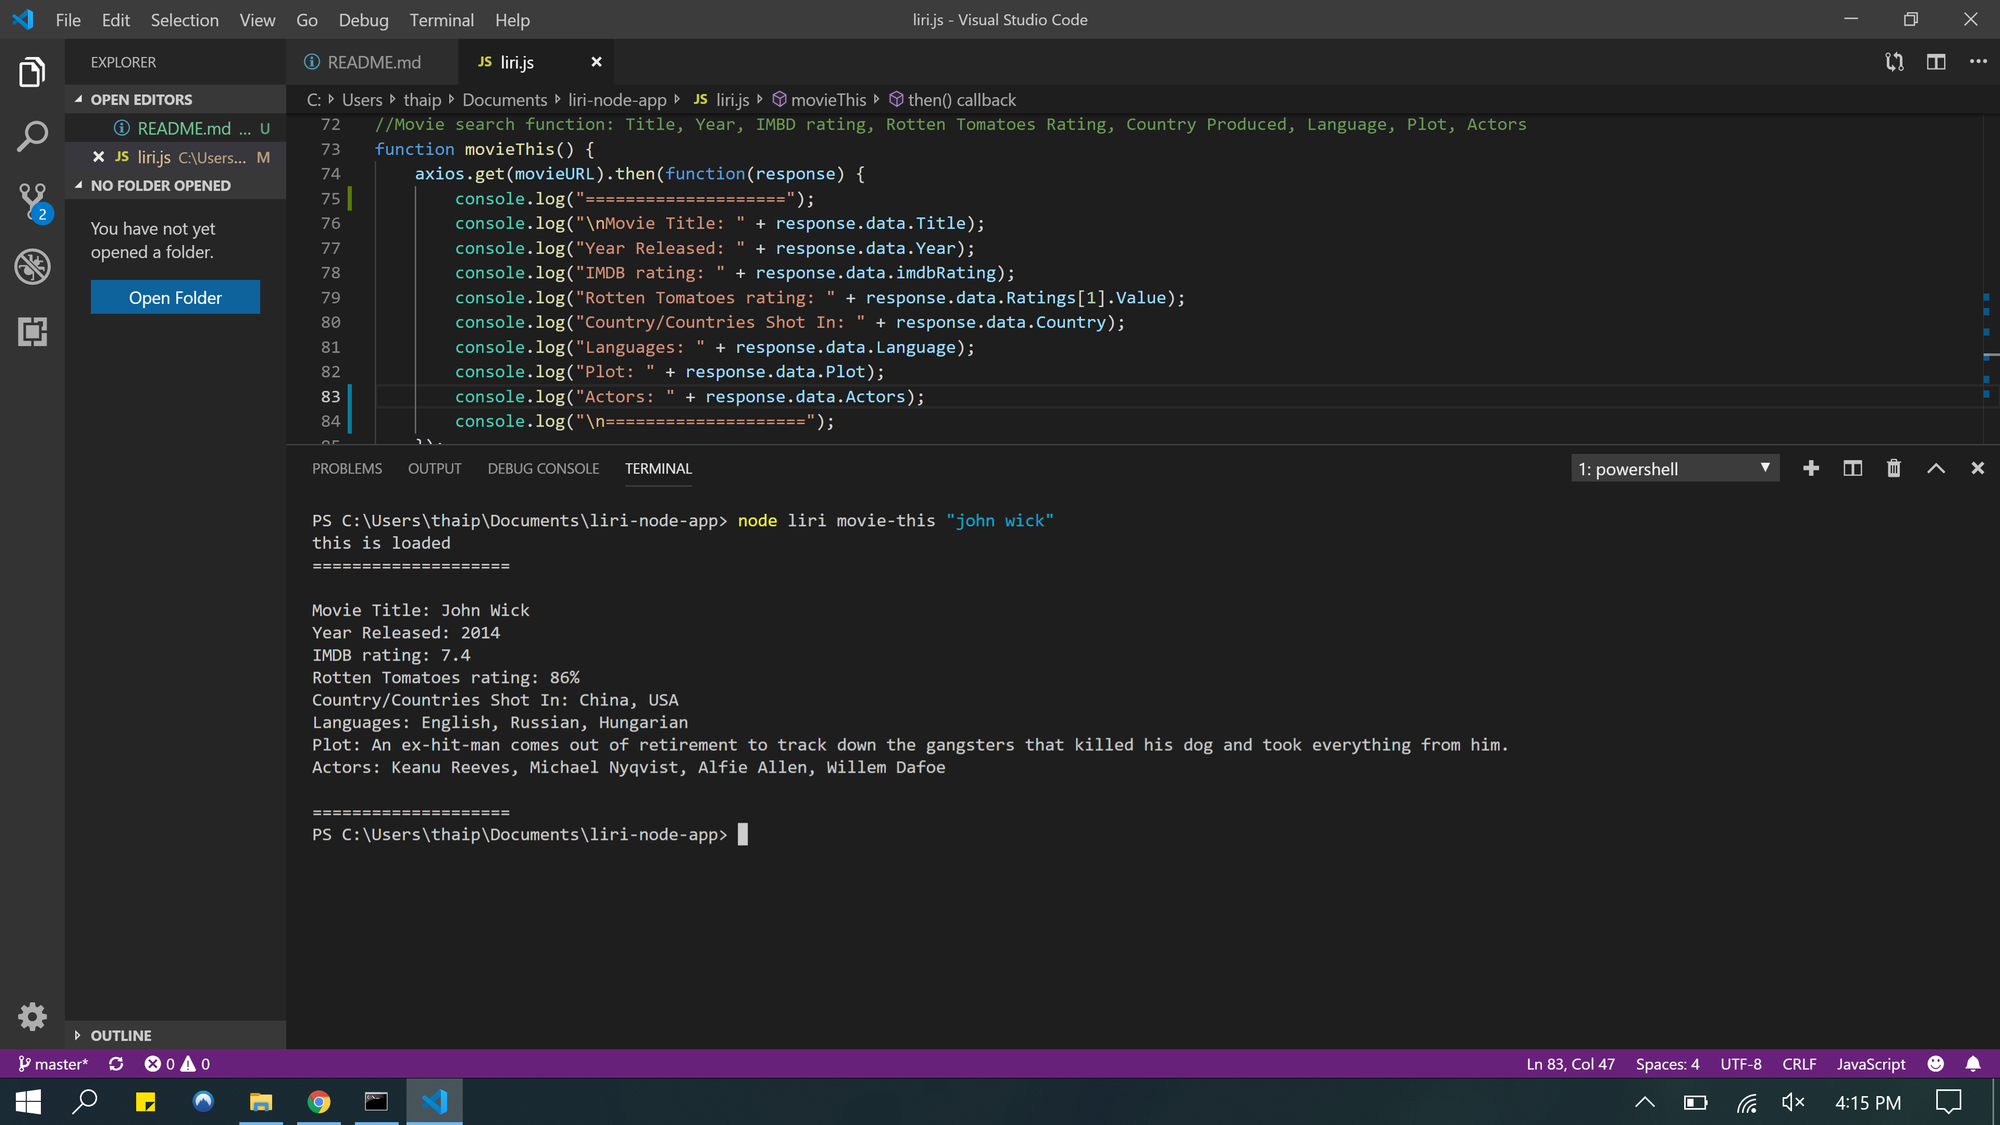 File Edit Selection View Go Debug Terminal Help
liri.js - Visual Studio Code
EXPLORER
OPEN EDITORS
README.md ... U
JS liri.js C:\Users... M
NO FOLDER OPENED
You have not yet
opened a folder.
Open Folder
OUTLINE
2
README.md
JS liri.js
C: Users thaip Documents liri-node-app JS liri.js movieThis then() callback
72 //Movie search function: Title, Year, IMBD rating, Rotten Tomatoes Rating, Country Produced, Language, Plot, Actors
73 function movieThis() {
74 axios.get(movieURL).then(function(response) {
75 console.log("====================");
76 console.log("\nMovie Title: " + response.data.Title);
77 console.log("Year Released: " + response.data.Year);
78 console.log("IMDB rating: " + response.data.imdbRating);
79 console.log("Rotten Tomatoes rating: " + response.data.Ratings[1].Value);
80 console.log("Country/Countries Shot In: " + response.data.Country);
81 console.log("Languages: " + response.data.Language);
82 console.log("Plot: " + response.data.Plot);
83 console.log("Actors: " + response.data.Actors);
84 console.log("\n====================");
PROBLEMS OUTPUT DEBUG CONSOLE TERMINAL
1: powershell
PS C:\Users\thaip\Documents\liri-node-app> node liri movie-this "john wick"
this is loaded
====================
Movie Title: John Wick
Year Released: 2014
IMDB rating: 7.4
Rotten Tomatoes rating: 86%
Country/Countries Shot In: China, USA
Languages: English, Russian, Hungarian
Plot: An ex-hit-man comes out of retirement to track down the gangsters that killed his dog and took everything from him.
Actors: Keanu Reeves, Michael Nyqvist, Alfie Allen, Willem Dafoe
====================
PS C:\Users\thaip\Documents\liri-node-app>
master* 0 0
Ln 83, Col 47 Spaces: 4 UTF-8 CRLF JavaScript
4:15 PM